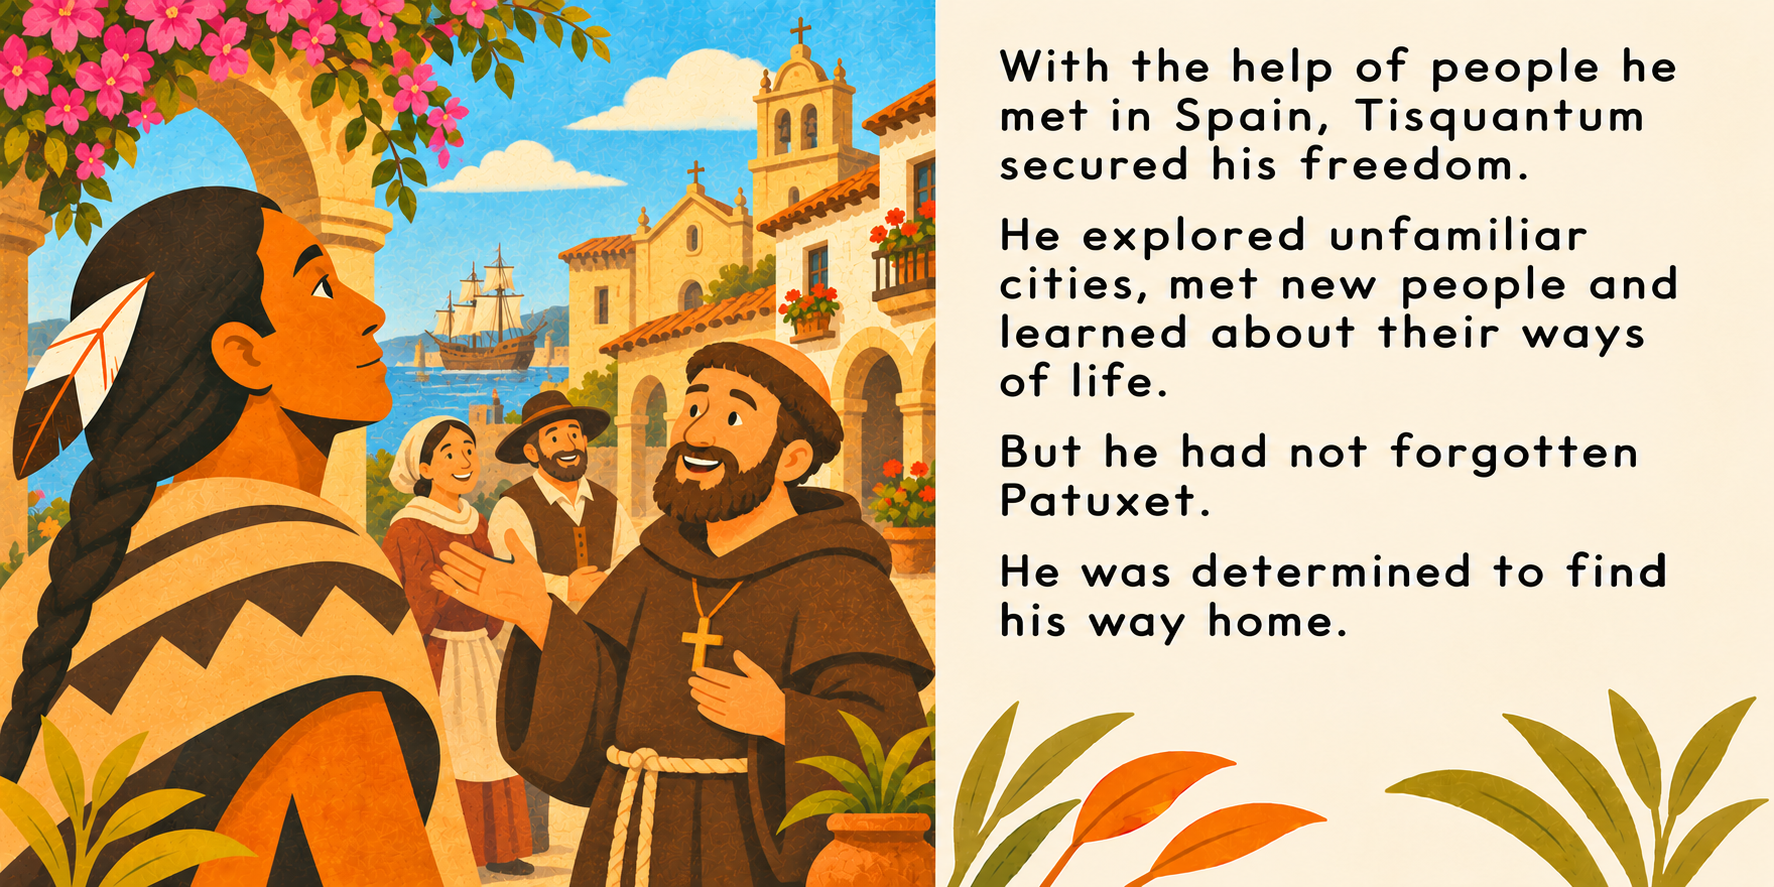 With the help of people he
met in Spain, Tisquantum
secured his freedom.
He explored unfamiliar
cities, met new people and
learned about their ways
of life.
But he had not forgotten
Patuxet.
He was determined to find
his way home.